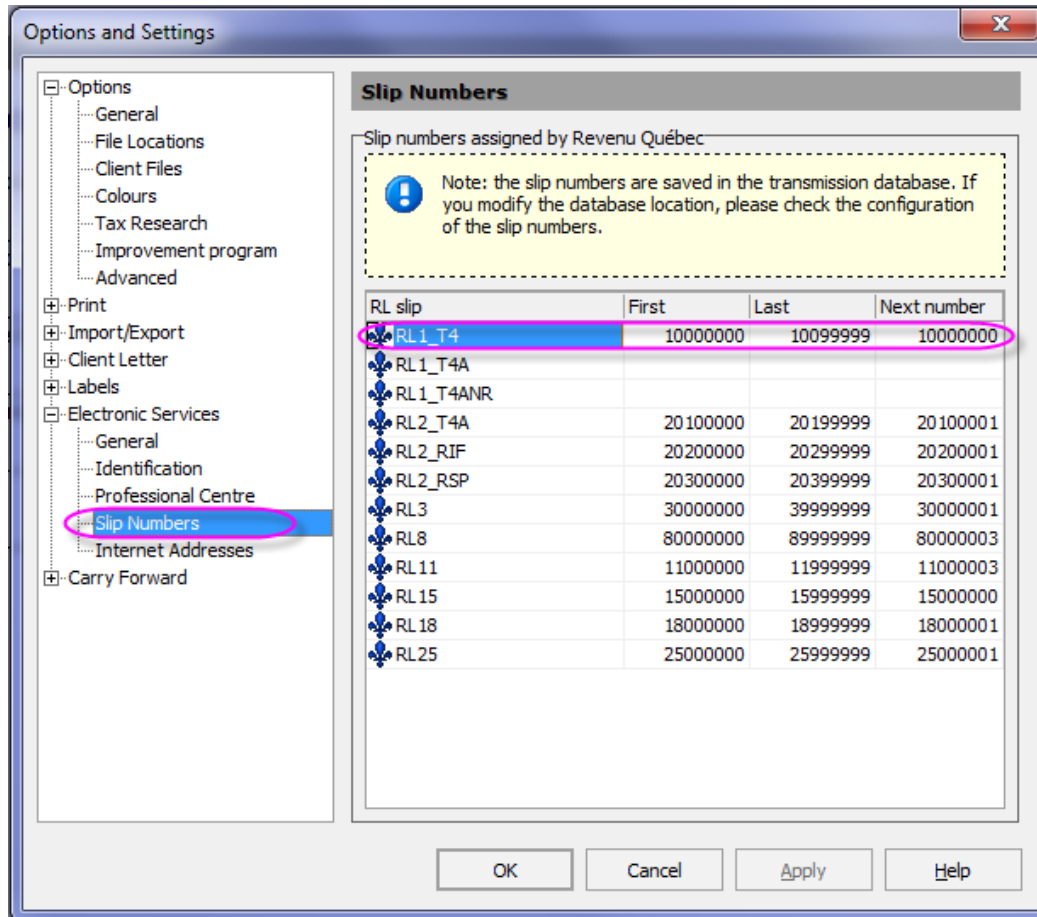 Options and Settings
Options
General
File Locations
Client Files
Colours
Tax Research
Improvement program
Advanced
Print
Import/Export
Client Letter
Labels
Electronic Services
General
Identification
Professional Centre
Slip Numbers
Internet Addresses
Carry Forward
Slip Numbers
Slip numbers assigned by Revenu Québec
Note: the slip numbers are saved in the transmission database. If
you modify the database location, please check the configuration
of the slip numbers.
RL slip First Last Next number
RL1_T4 10000000 10099999 10000000
RL1_T4A
RL1_T4ANR
RL2_T4A 20100000 20199999 20100001
RL2_RIF 20200000 20299999 20200001
RL2_RSP 20300000 20399999 20300001
RL3 30000000 39999999 30000001
RL8 80000000 89999999 80000003
RL11 11000000 11999999 11000003
RL15 15000000 15999999 15000000
RL18 18000000 18999999 18000001
RL25 25000000 25999999 25000001
OK Cancel Apply Help